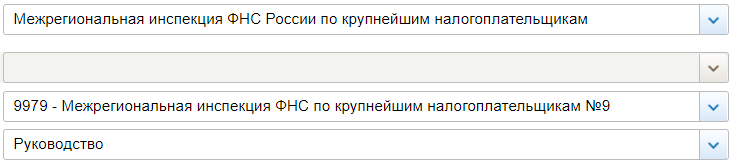 Межрегиональная инспекция ФНС России по крупнейшим налогоплательщикам
9979 - Межрегиональная инспекция ФНС по крупнейшим налогоплательщикам №9
Руководство